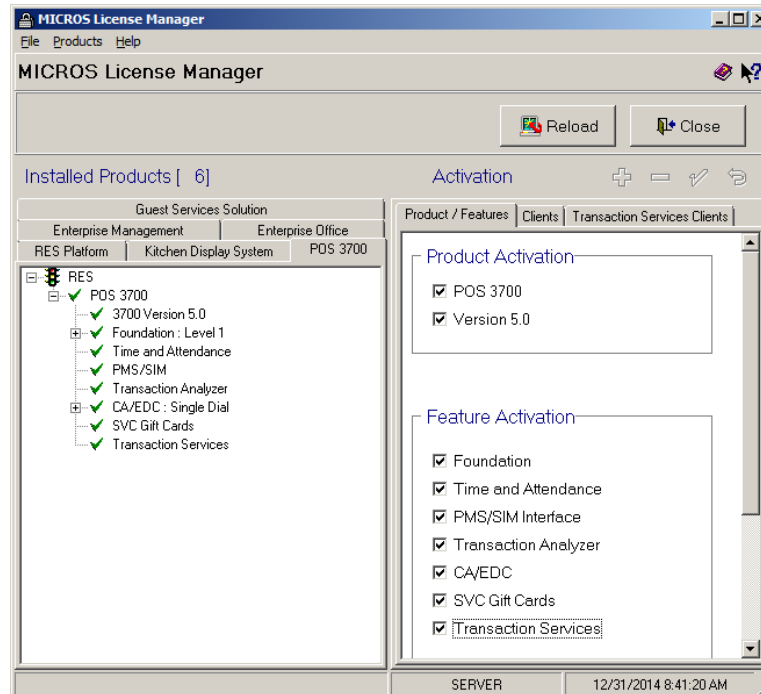 MICROS License Manager
File Products Help
MICROS License Manager
Reload Close
Installed Products [ 6]
Activation
Guest Services Solution
Enterprise Management Enterprise Office
RES Platform Kitchen Display System POS 3700
RES
POS 3700
3700 Version 5.0
Foundation : Level 1
Time and Attendance
PMS/SIM
Transaction Analyzer
CA/EDC : Single Dial
SVC Gift Cards
Transaction Services
Product / Features Clients Transaction Services Clients
Product Activation
POS 3700
Version 5.0
Feature Activation
Foundation
Time and Attendance
PMS/SIM Interface
Transaction Analyzer
CA/EDC
SVC Gift Cards
Transaction Services
SERVER 12/31/2014 8:41:20 AM